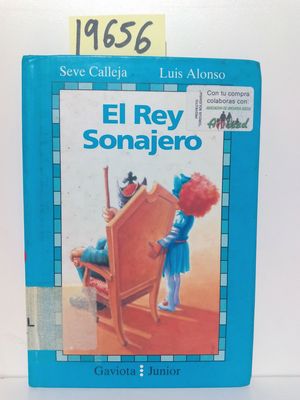 19656
Seve Calleja Luis Alonso
Con tu compra
colaboras con:
El Rey
Sonajero
L
Gaviota Junior